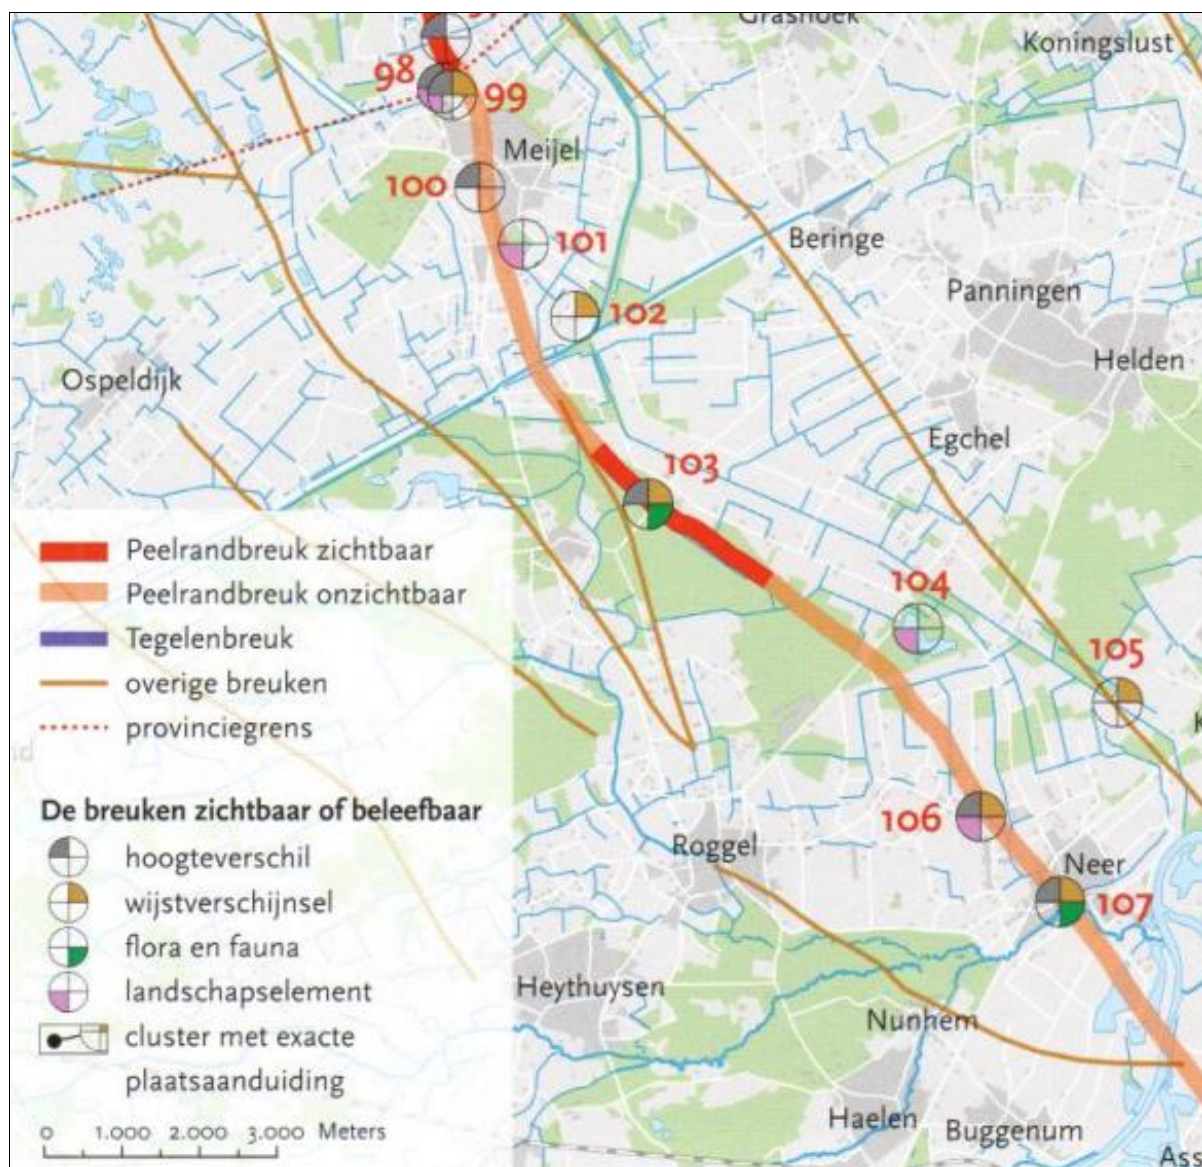 Grashoek
Koningslust
98
99
Meijel
100
101
Beringe
102
Panningen
Helden
Ospeldijk
Egchel
103
Peelrandbreuk zichtbaar
Peelrandbreuk onzichtbaar
Tegelenbreuk
overige breuken
provinciegrens
104
105
De breuken zichtbaar of beleefbaar
hoogteverschil
wijstverschijnsel
flora en fauna
landschapselement
cluster met exacte
plaatsaanduiding
0 1.000 2.000 3.000 Meters
106
Roggel
Neer
107
Heythuysen
Nunhem
Haelen
Buggenum
Ass